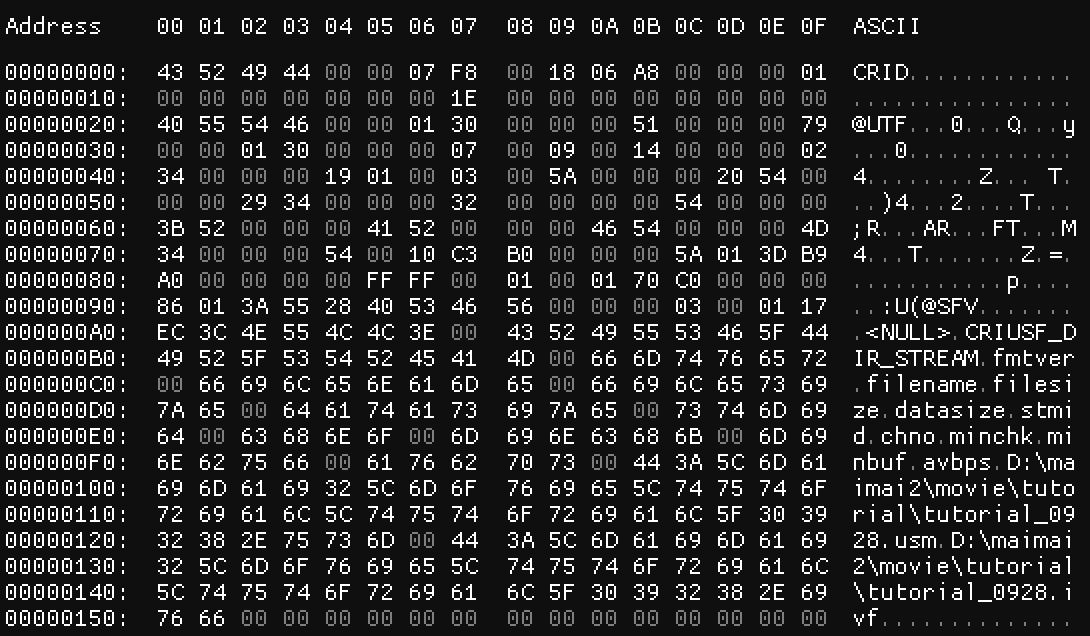 Address 00 01 02 03 04 05 06 07 08 09 0A 0B 0C 0D 0E 0F ASCII
00000000: 43 52 49 44 00 00 07 F8 00 18 06 A8 00 00 00 01 CRID............
00000010: 00 00 00 00 00 00 00 1E 00 00 00 00 00 00 00 00 ................
00000020: 40 55 54 46 00 00 01 30 00 00 00 51 00 00 00 79 @UTF...0...Q...y
00000030: 00 00 01 30 00 00 00 07 00 09 00 14 00 00 00 02 ...0............
00000040: 34 00 00 00 19 01 00 03 00 5A 00 00 00 20 54 00 4........Z... T.
00000050: 00 00 29 34 00 00 00 32 00 00 00 00 54 00 00 00 ..)4...2....T...
00000060: 3B 52 00 00 00 41 52 00 00 00 46 54 00 00 00 4D ;R...AR...FT...M
00000070: 34 00 00 00 54 00 10 C3 B0 00 00 00 5A 01 3D B9 4...T.......Z.=.
00000080: A0 00 00 00 00 FF FF 00 01 00 01 70 C0 00 00 00 ...........p....
00000090: 86 01 3A 55 28 40 53 46 56 00 00 00 03 00 01 17 ..:U(@SFV.......
000000A0: EC 3C 4E 55 4C 4C 3E 00 43 52 49 55 53 46 5F 44 .<NULL>.CRIUSF_D
000000B0: 49 52 5F 53 54 52 45 41 4D 00 66 6D 74 76 65 72 IR_STREAM.fmtver
000000C0: 00 66 69 6C 65 6E 61 6D 65 00 66 69 6C 65 73 69 .filename.filesi
000000D0: 7A 65 00 64 61 74 61 73 69 7A 65 00 73 74 6D 69 ze.datasize.stmi
000000E0: 64 00 63 68 6E 6F 00 6D 69 6E 63 68 6B 00 6D 69 d.chno.minchk.mi
000000F0: 6E 62 75 66 00 61 76 62 70 73 00 44 3A 5C 6D 61 nbuf.avbps.D:\ma
00000100: 69 6D 61 69 32 5C 6D 6F 76 69 65 5C 74 75 74 6F imai2\movie\tuto
00000110: 72 69 61 6C 5C 74 75 74 6F 72 69 61 6C 5F 30 39 rial\tutorial_09
00000120: 32 38 2E 75 73 6D 00 44 3A 5C 6D 61 69 6D 61 69 28.usm.D:\maimai
00000130: 32 5C 6D 6F 76 69 65 5C 74 75 74 6F 72 69 61 6C 2\movie\tutorial
00000140: 5C 74 75 74 6F 72 69 61 6C 5F 30 39 32 38 2E 69 \tutorial_0928.i
00000150: 76 66 00 00 00 00 00 00 00 00 00 00 00 00 00 00 vf..............